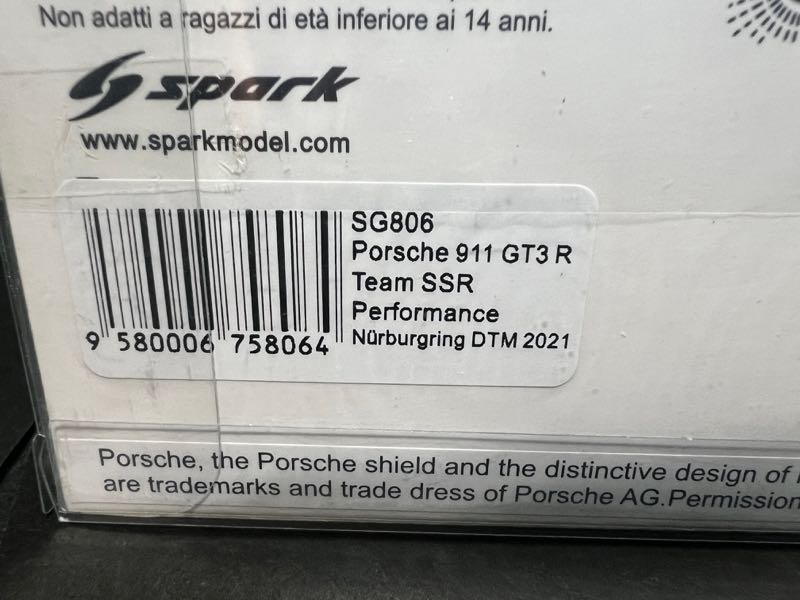 Non adatti a ragazzi di età inferiore ai 14 anni.
spark
www.sparkmodel.com
SG806
Porsche 911 GT3 R
Team SSR
Performance
Nürburgring DTM 2021
9 580006 758064
Porsche, the Porsche shield and the distinctive design of
are trademarks and trade dress of Porsche AG.Permission